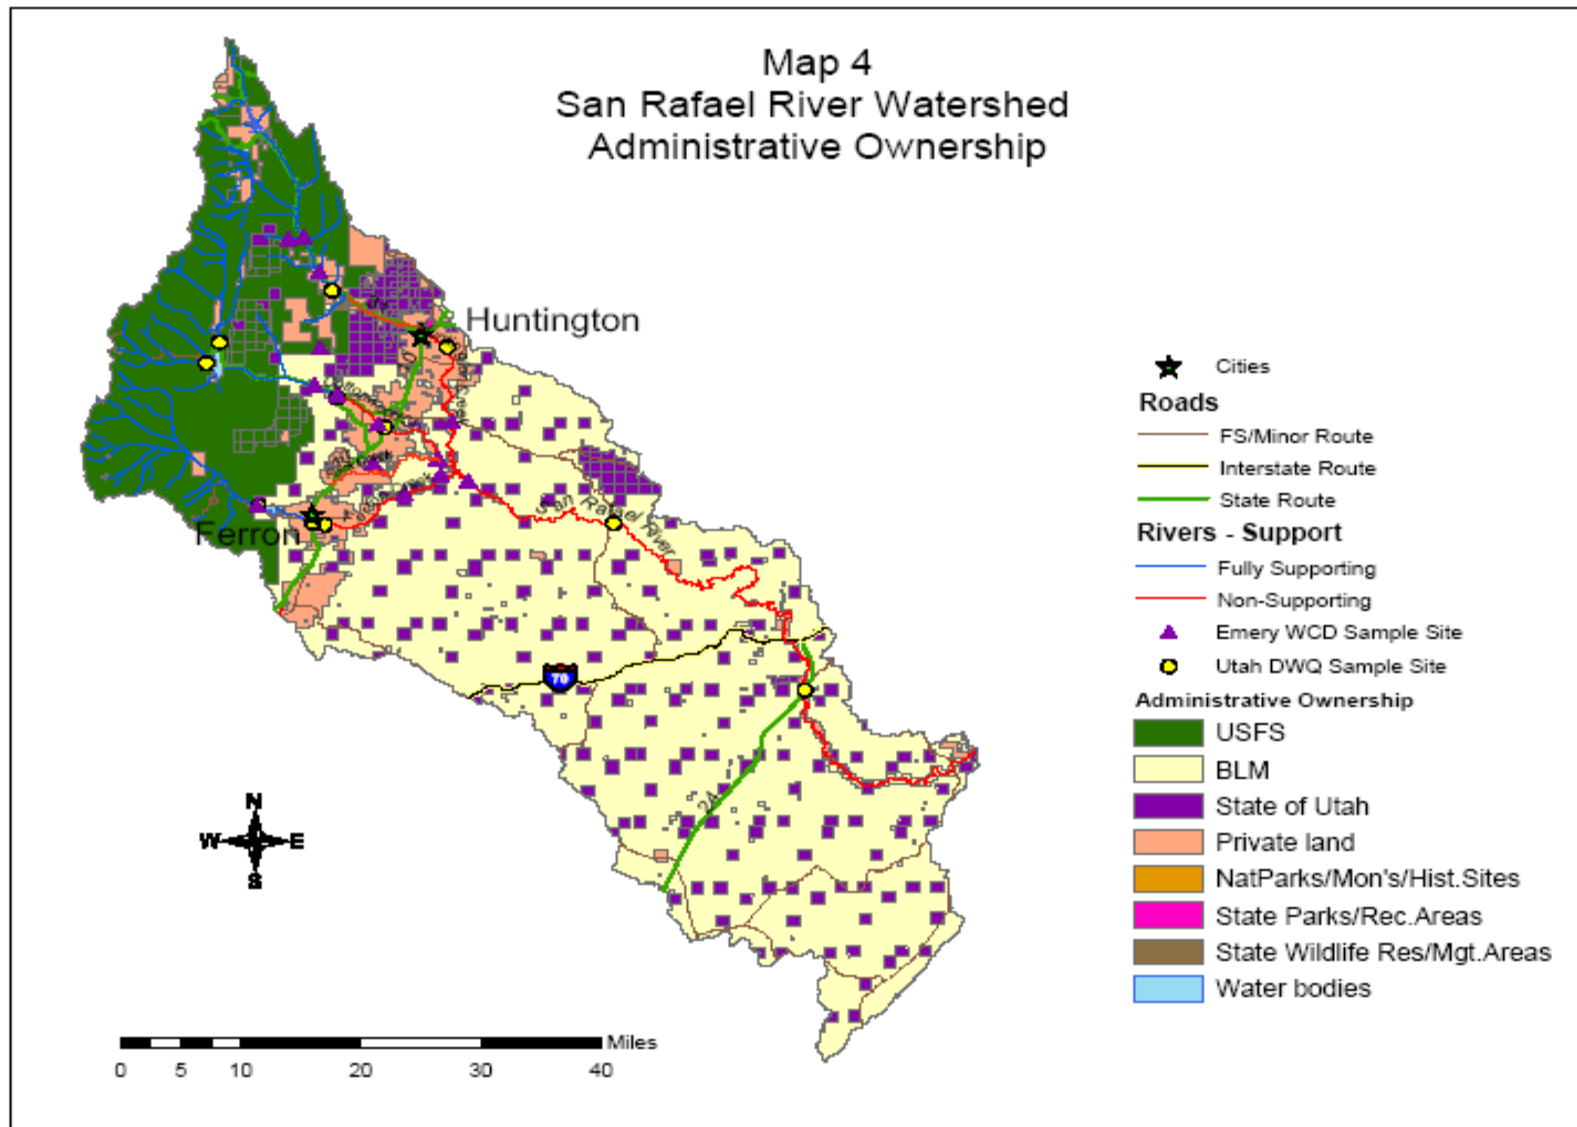 Map 4
San Rafael River Watershed
Administrative Ownership
Huntington
10
Creek
Creek
San Rafael River
Ferron
70
24
N
W E
S
0 5 10 20 30 40 Miles
Cities
Roads
FS/Minor Route
Interstate Route
State Route
Rivers - Support
Fully Supporting
Non-Supporting
Emery WCD Sample Site
Utah DWQ Sample Site
Administrative Ownership
USFS
BLM
State of Utah
Private land
NatParks/Mon's/Hist.Sites
State Parks/Rec.Areas
State Wildlife Res/Mgt.Areas
Water bodies